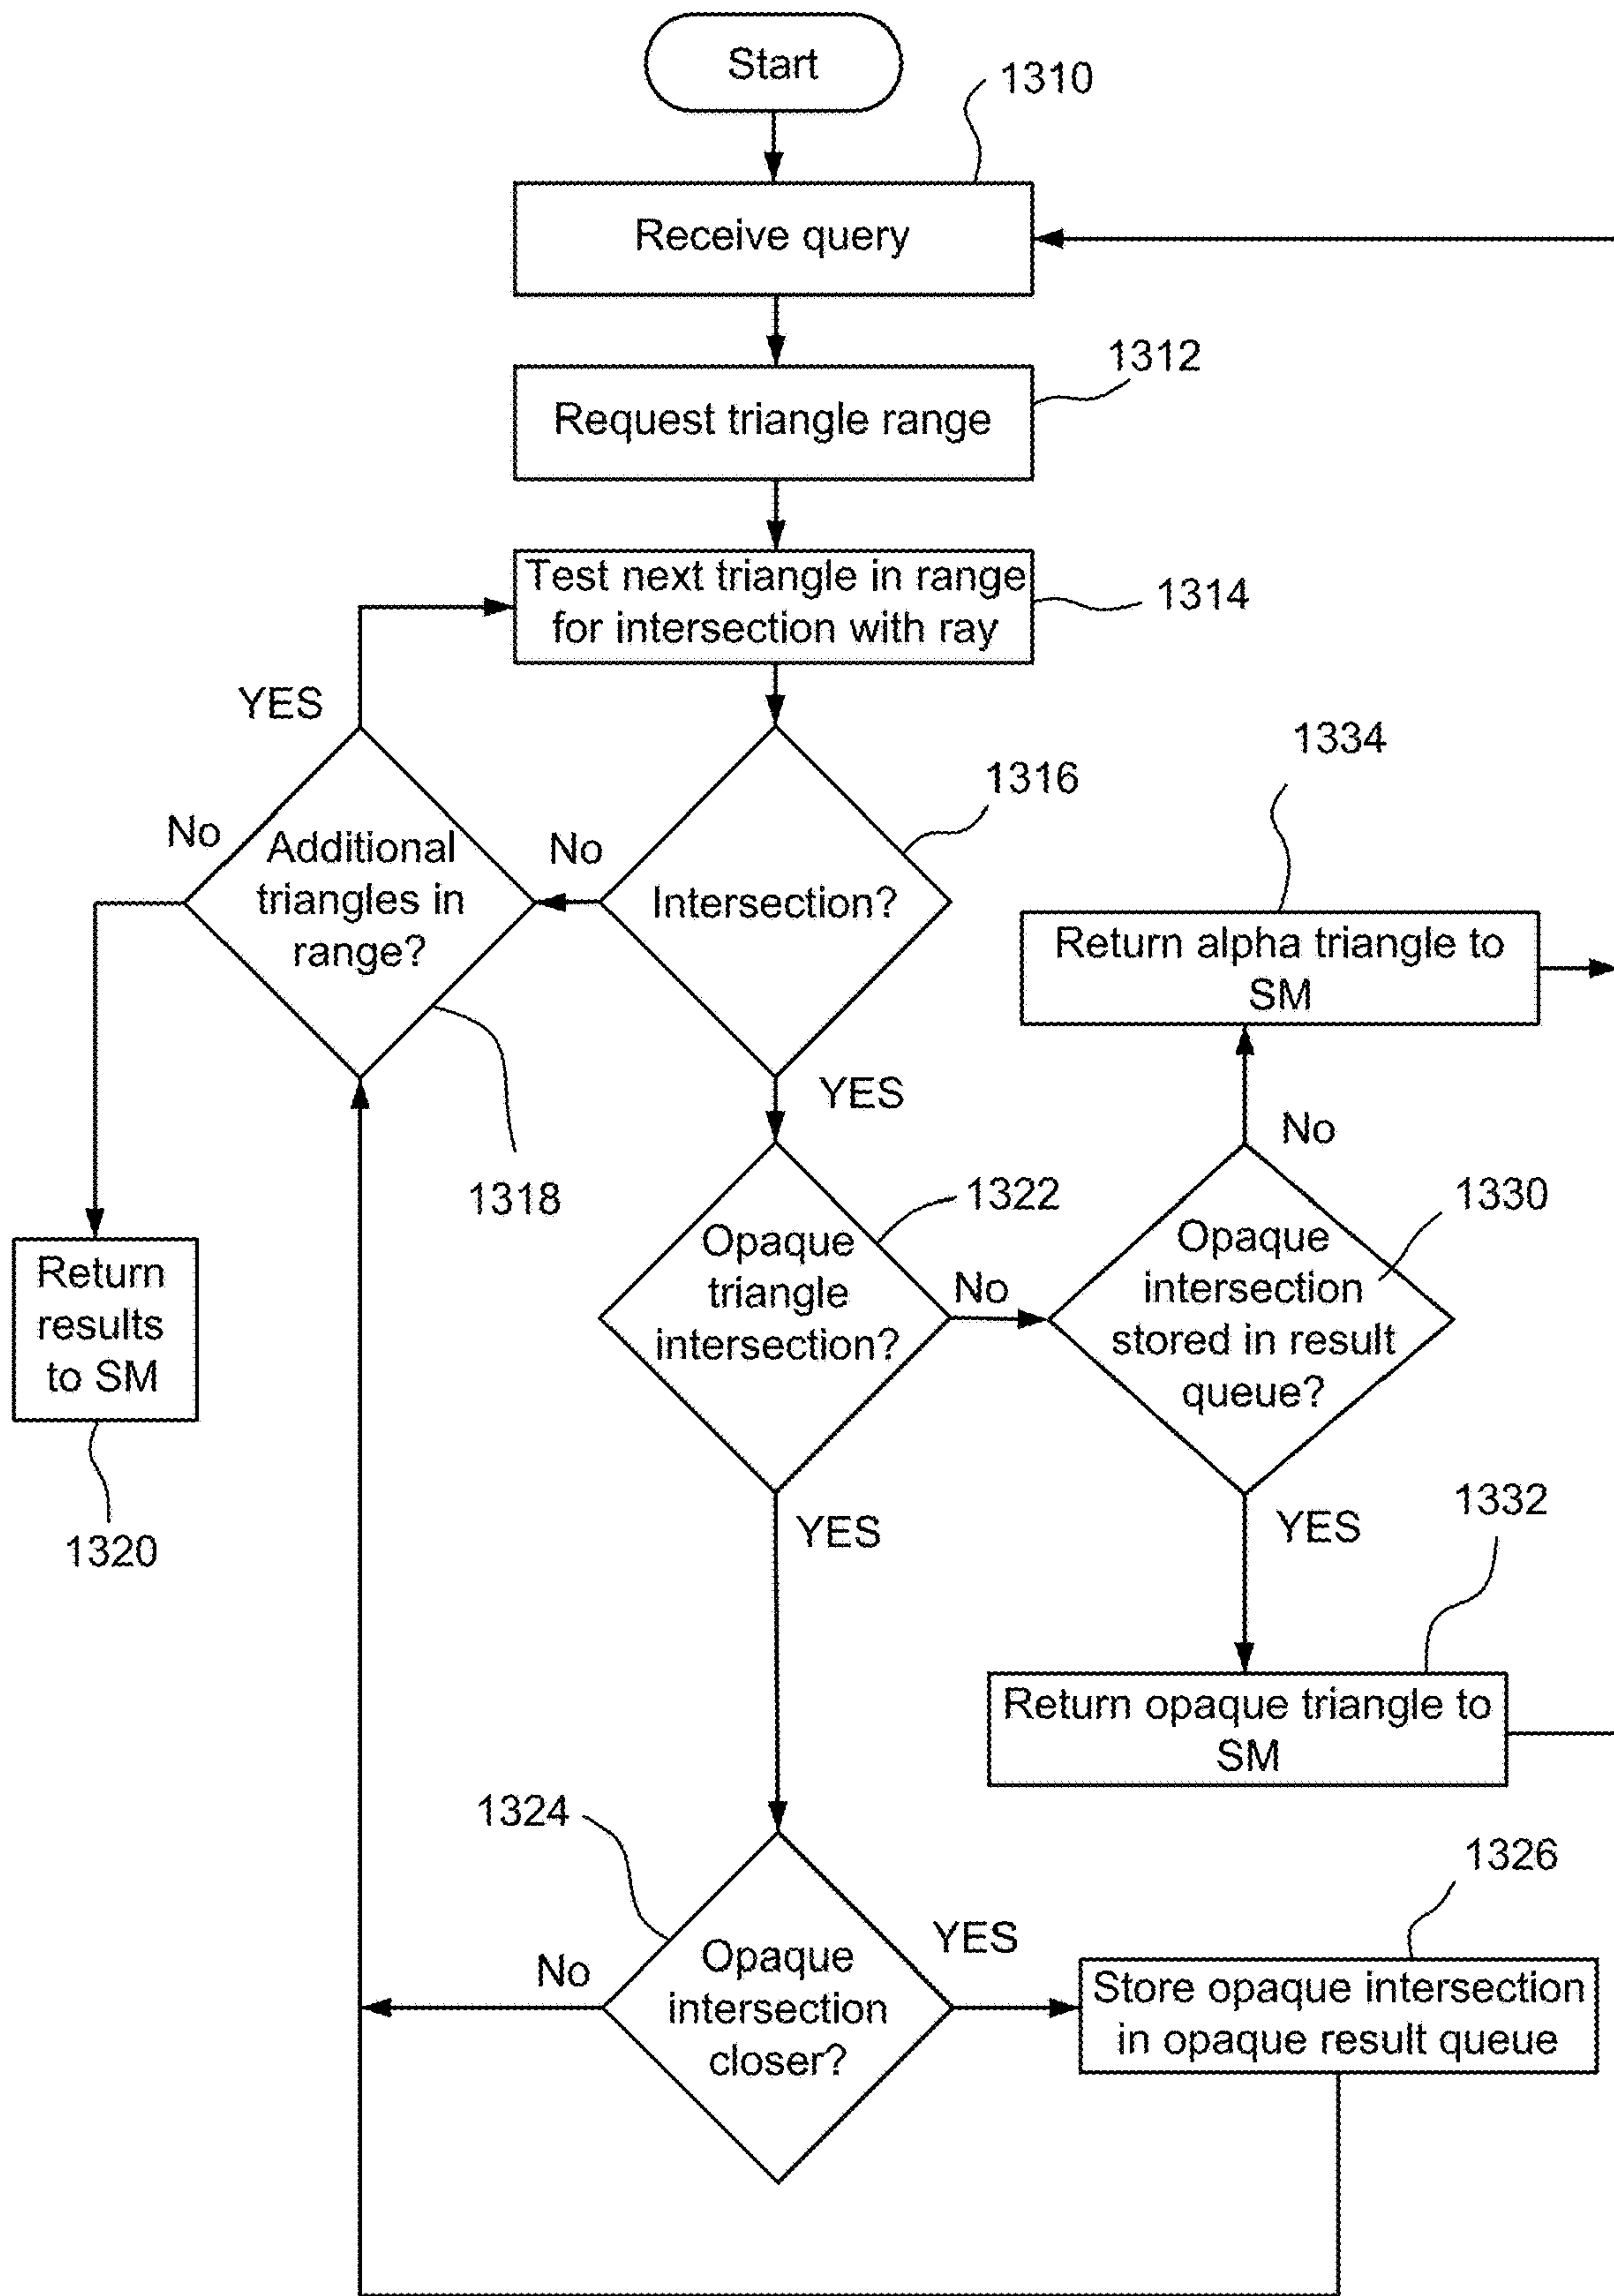 Start
1310
Receive query
1312
Request triangle range
Test next triangle in range
for intersection with ray
1314
YES
1334
1316
No
Additional
triangles in
range?
No
Intersection?
Return alpha triangle to
SM
YES
No
1318
1322
1330
Return
results
to SM
Opaque
triangle
intersection?
No
Opaque
intersection
stored in result
queue?
1320
YES
YES
1332
Return opaque triangle to
SM
1324
1326
YES
No
Opaque
intersection
closer?
Store opaque intersection
in opaque result queue